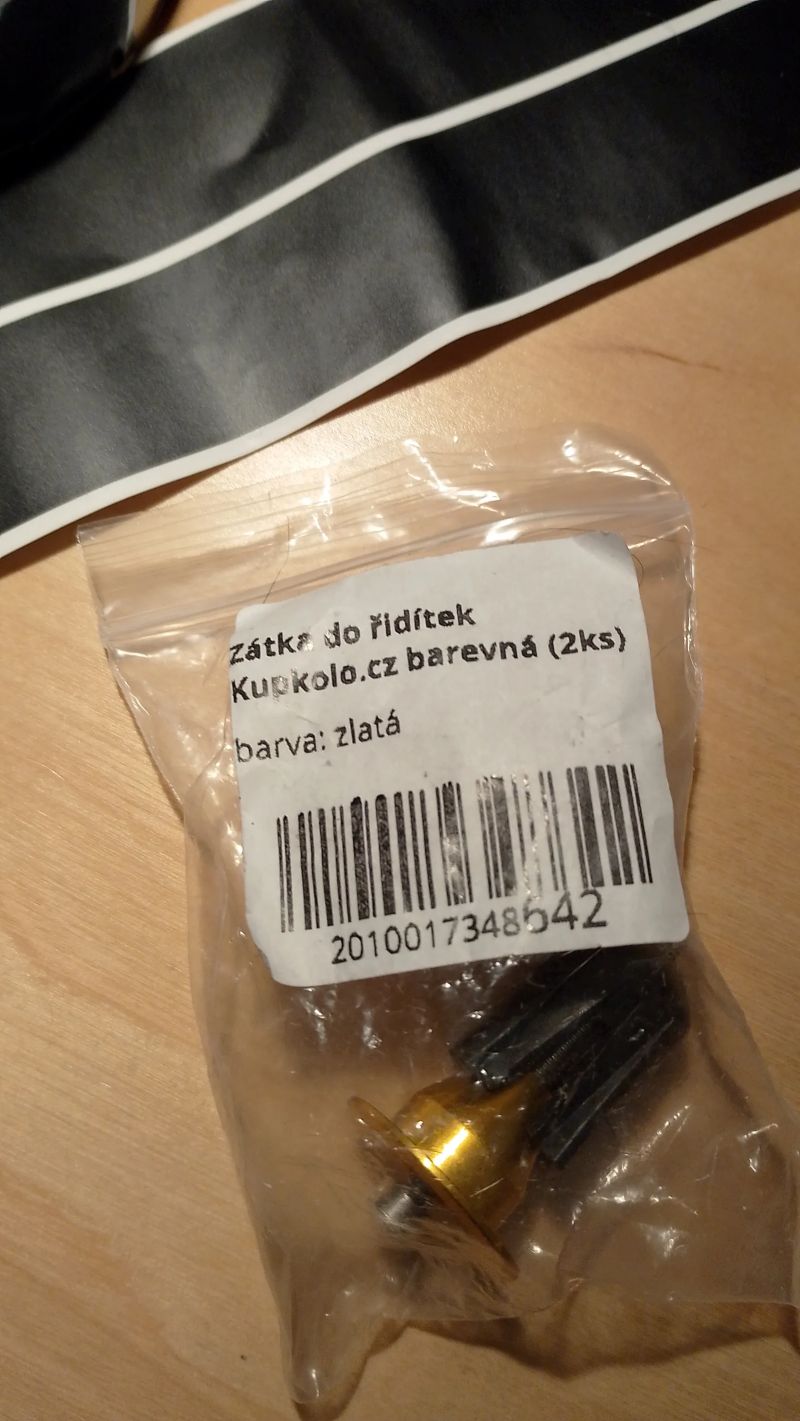 zátka do řidítek
Kupkolo.cz barevná (2ks)
barva: zlatá
2010017348642